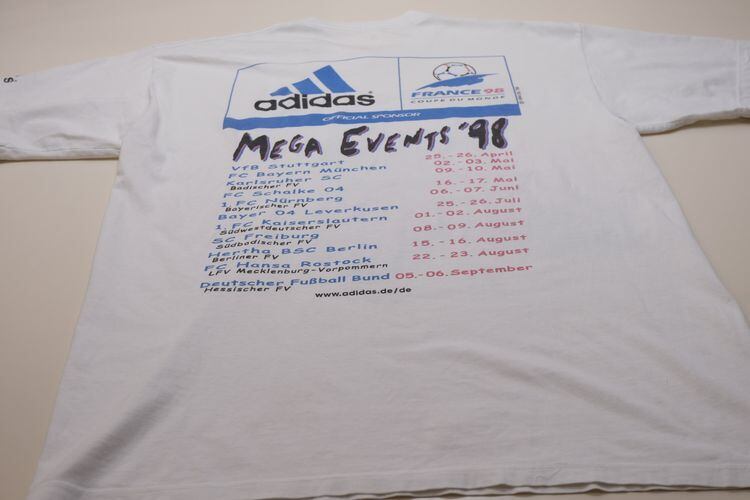 adidas
FRANCE 98
COUPE DU MONDE
OFFICIAL SPONSOR
MEGA EVENTS '98
VfB Stuttgart 25.-26. April
FC Bayern München 02.-03. Mai
Karlsruher SC 09.-10. Mai
Badischer FV
FC Schalke 04 16.-17. Mai
1. FC Nürnberg 06.-07. Juni
Bayerischer FV
Bayer 04 Leverkusen 25.-26. Juli
1. FC Kaiserslautern 01.-02. August
Südwestdeutscher FV
SC Freiburg 08.-09. August
Südbadischer FV
Hertha BSC Berlin 15.-16. August
Berliner FV
FC Hansa Rostock 22.-23. August
LFV Mecklenburg-Vorpommern
Deutscher Fußball Bund 05.-06. September
Hessischer FV
www.adidas.de/de